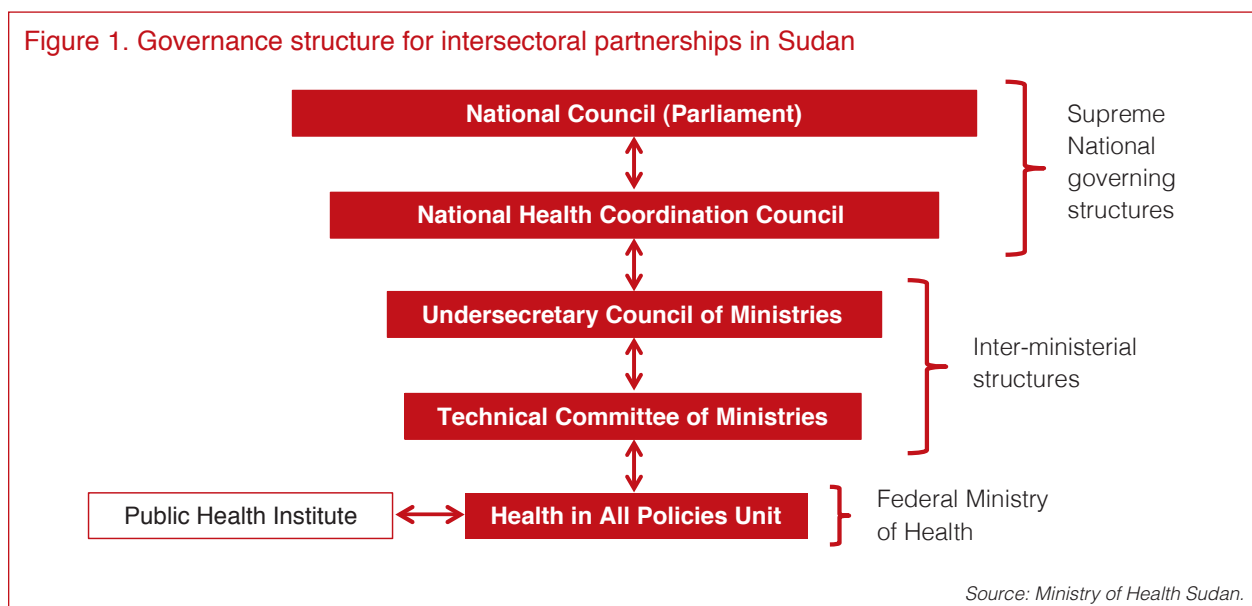 Figure 1. Governance structure for intersectoral partnerships in Sudan
National Council (Parliament)
National Health Coordination Council
Supreme
National
governing
structures
Undersecretary Council of Ministries
Technical Committee of Ministries
Inter-ministerial
structures
Public Health Institute
Health in All Policies Unit
Federal Ministry
of Health
Source: Ministry of Health Sudan.